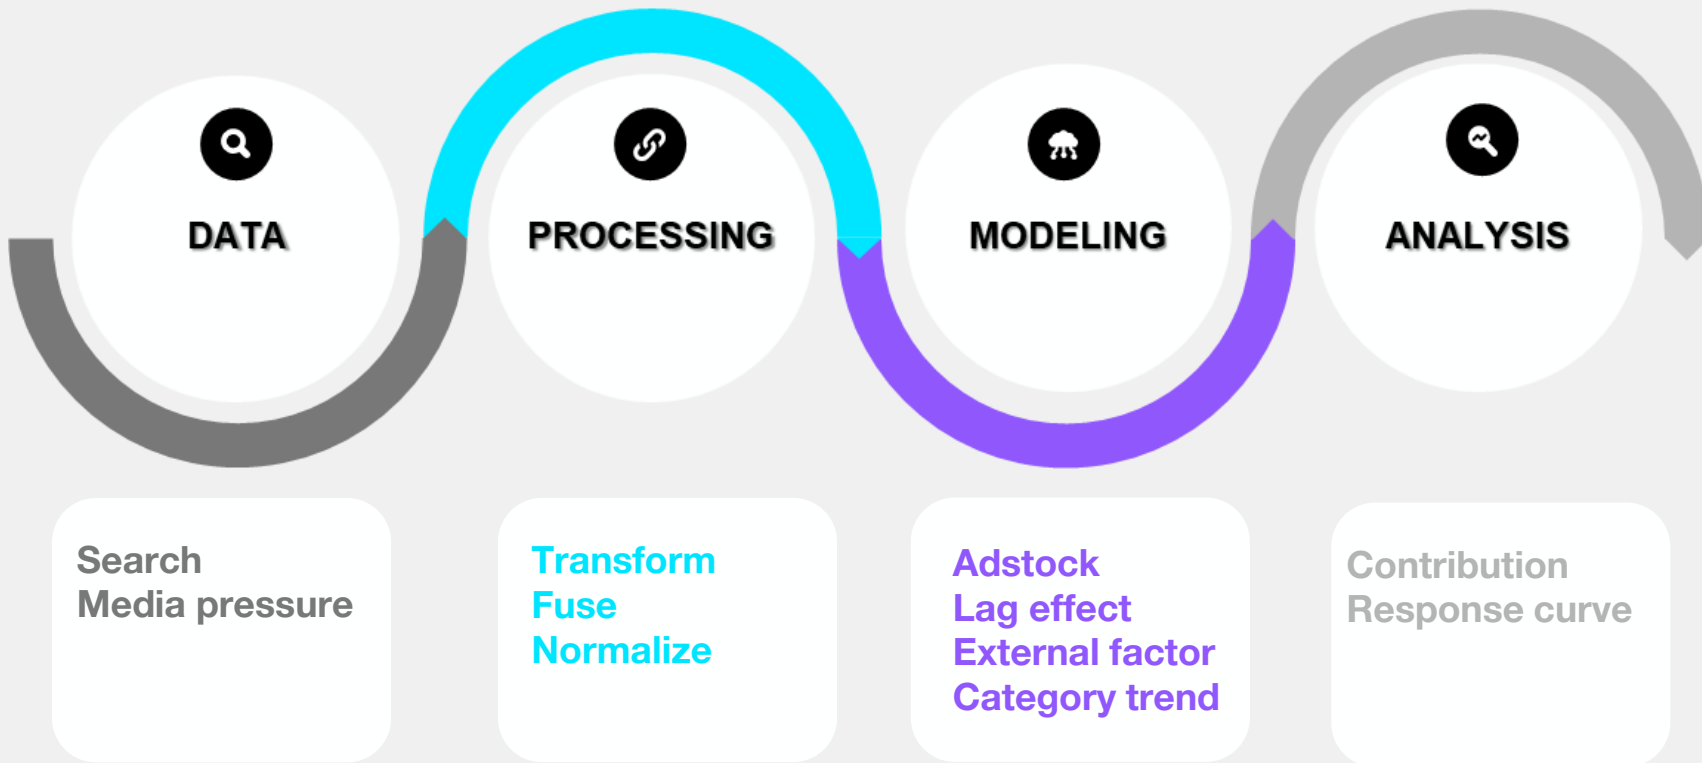 DATA
PROCESSING
MODELING
ANALYSIS
Search
Media pressure
Transform
Fuse
Normalize
Adstock
Lag effect
External factor
Category trend
Contribution
Response curve